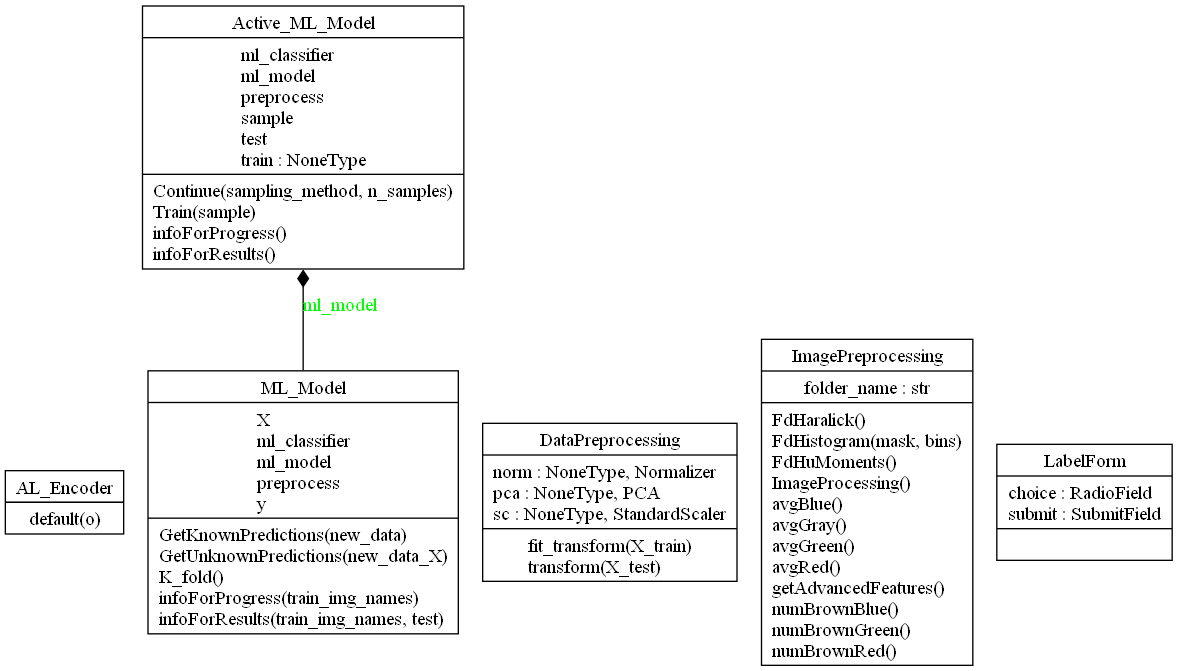 Active_ML_Model
ml_classifier
ml_model
preprocess
sample
test
train : NoneType
Continue(sampling_method, n_samples)
Train(sample)
infoForProgress()
infoForResults()
ml_model
AL_Encoder
default(o)
ML_Model
X
ml_classifier
ml_model
preprocess
y
GetKnownPredictions(new_data)
GetUnknownPredictions(new_data_X)
K_fold()
infoForProgress(train_img_names)
infoForResults(train_img_names, test)
DataPreprocessing
norm : NoneType, Normalizer
pca : NoneType, PCA
sc : NoneType, StandardScaler
fit_transform(X_train)
transform(X_test)
ImagePreprocessing
folder_name : str
FdHaralick()
FdHistogram(mask, bins)
FdHuMoments()
ImageProcessing()
avgBlue()
avgGray()
avgGreen()
avgRed()
getAdvancedFeatures()
numBrownBlue()
numBrownGreen()
numBrownRed()
LabelForm
choice : RadioField
submit : SubmitField